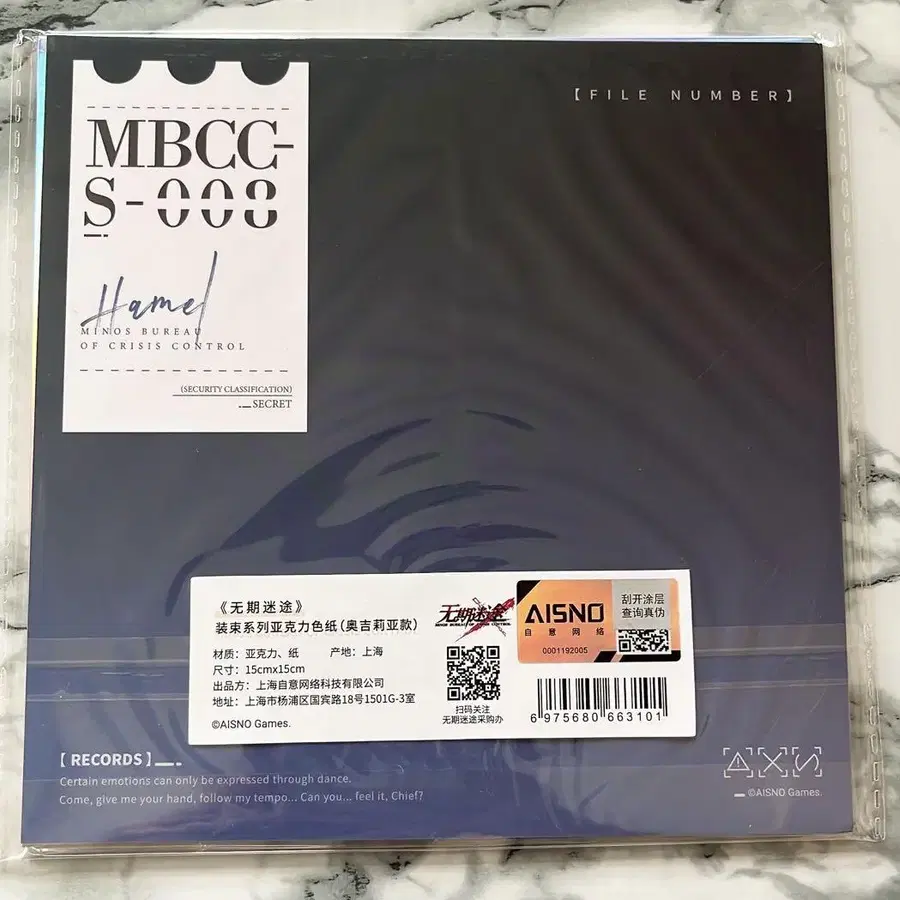 【FILE NUMBER】
MBCC-
S-008
Hamel
MINOS BUREAU
OF CRISIS CONTROL
(SECURITY CLASSIFICATION)
SECRET
《无期迷途》
装束系列亚克力色纸(奥吉莉亚款)
材质：亚克力、纸 产地：上海
尺寸：15cmx15cm
出品方：上海自意网络科技有限公司
地址：上海市杨浦区国宾路18号1501G-3室
©AISNO Games.
无期迷途
MINOS BUREAU OF CRISIS CONTROL
扫码关注
无期迷途采购办
AISNO
自意网络
0001192005
刮开涂层
查询真伪
6 975680 663101
【RECORDS】
Certain emotions can only be expressed through dance.
Come, give me your hand, follow my tempo... Can you... feel it, Chief?
©AISNO Games.